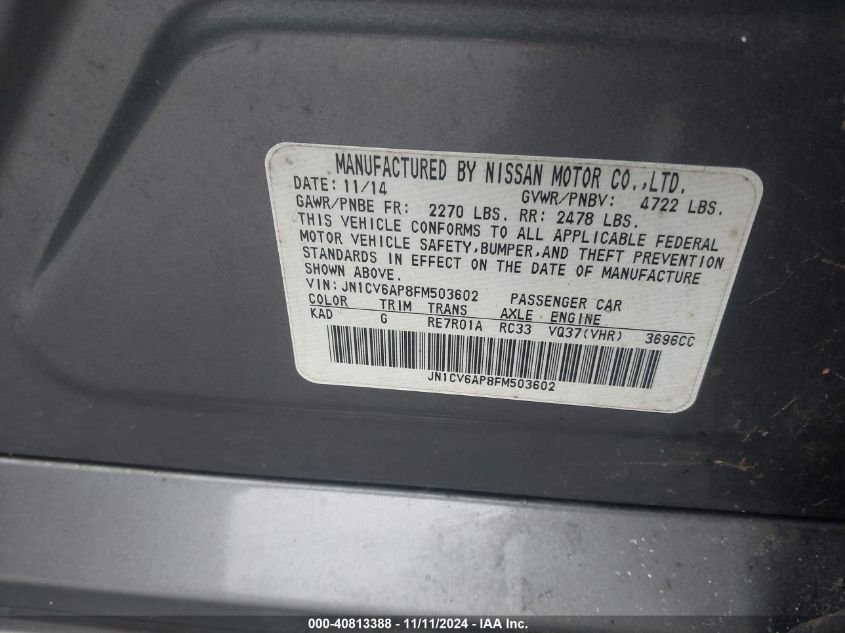 MANUFACTURED BY NISSAN MOTOR CO.,LTD.
DATE: 11/14 GVWR/PNBV: 4722 LBS.
GAWR/PNBE FR: 2270 LBS. RR: 2478 LBS.
THIS VEHICLE CONFORMS TO ALL APPLICABLE FEDERAL
MOTOR VEHICLE SAFETY,BUMPER,AND THEFT PREVENTION
STANDARDS IN EFFECT ON THE DATE OF MANUFACTURE
SHOWN ABOVE.
VIN: JN1CV6AP8FM503602 PASSENGER CAR
COLOR TRIM TRANS AXLE ENGINE
KAD G RE7R01A RC33 VQ37(VHR) 3696CC
JN1CV6AP8FM503602
000-40813388 - 11/11/2024 - IAA Inc.